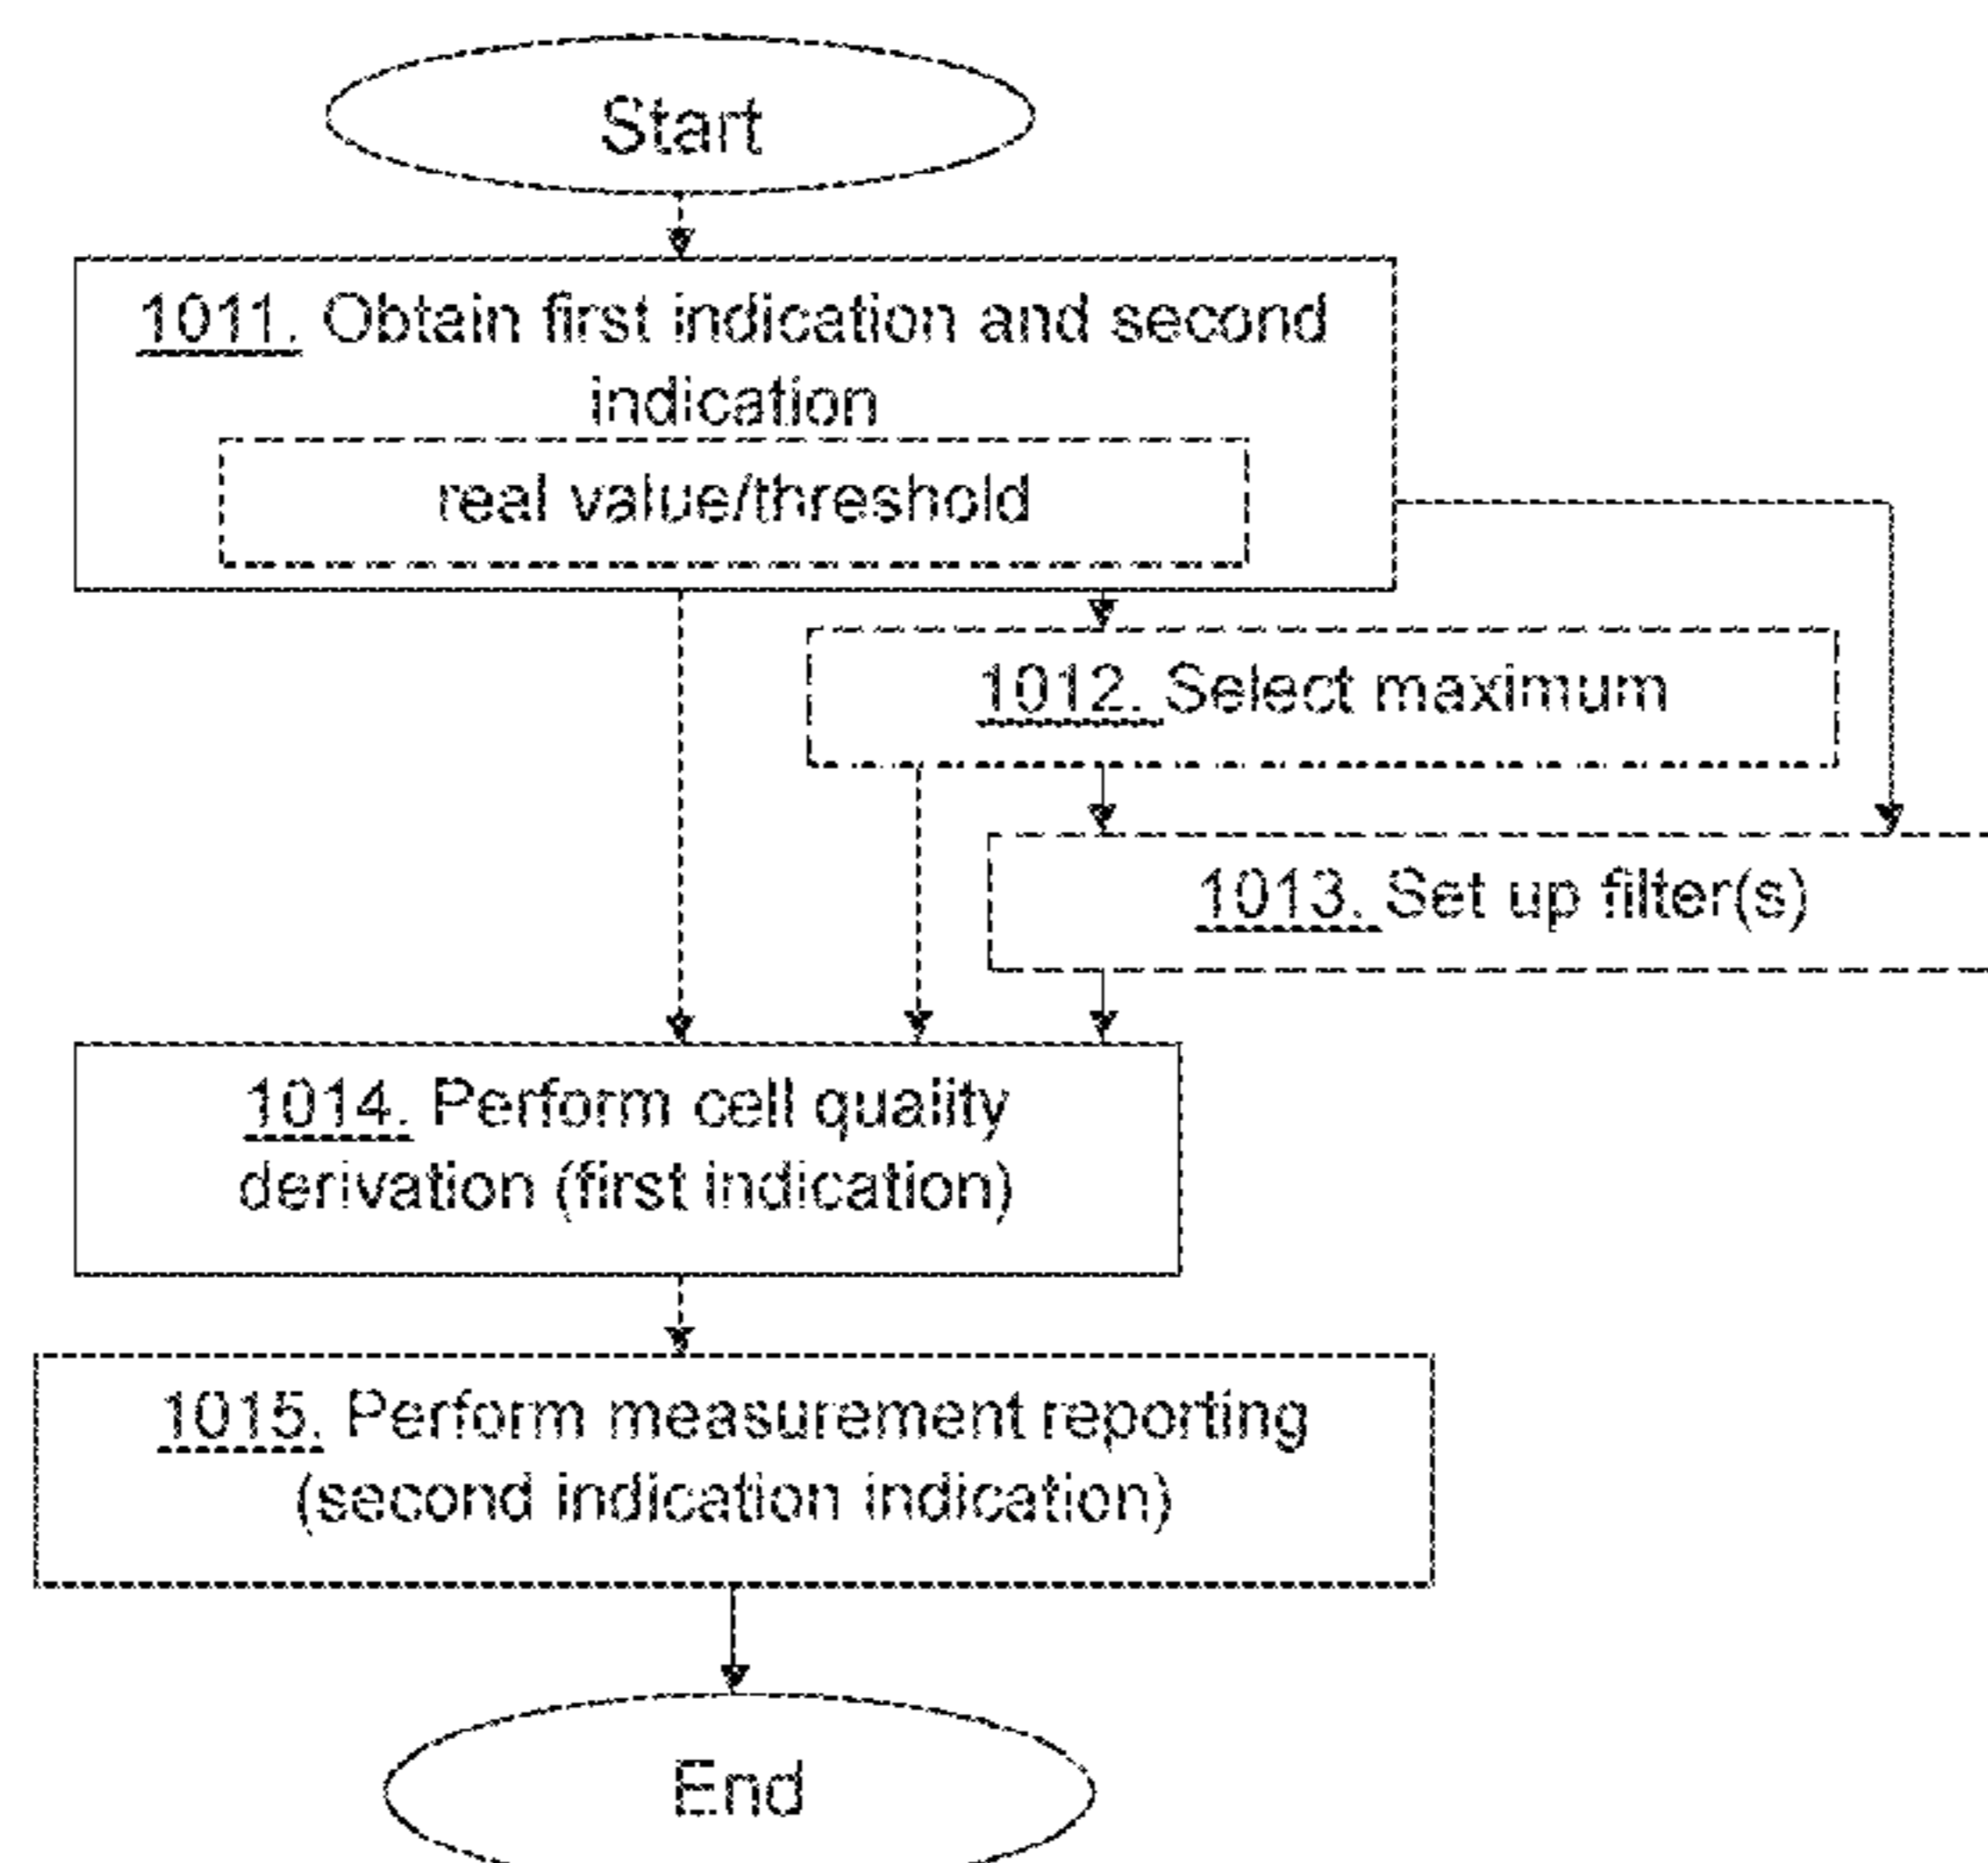 Start
1011. Obtain first indication and second
indication
real value/threshold
1012. Select maximum
1013. Set up filter(s)
1014. Perform cell quality
derivation (first indication)
1015. Perform measurement reporting
(second indication indication)
End